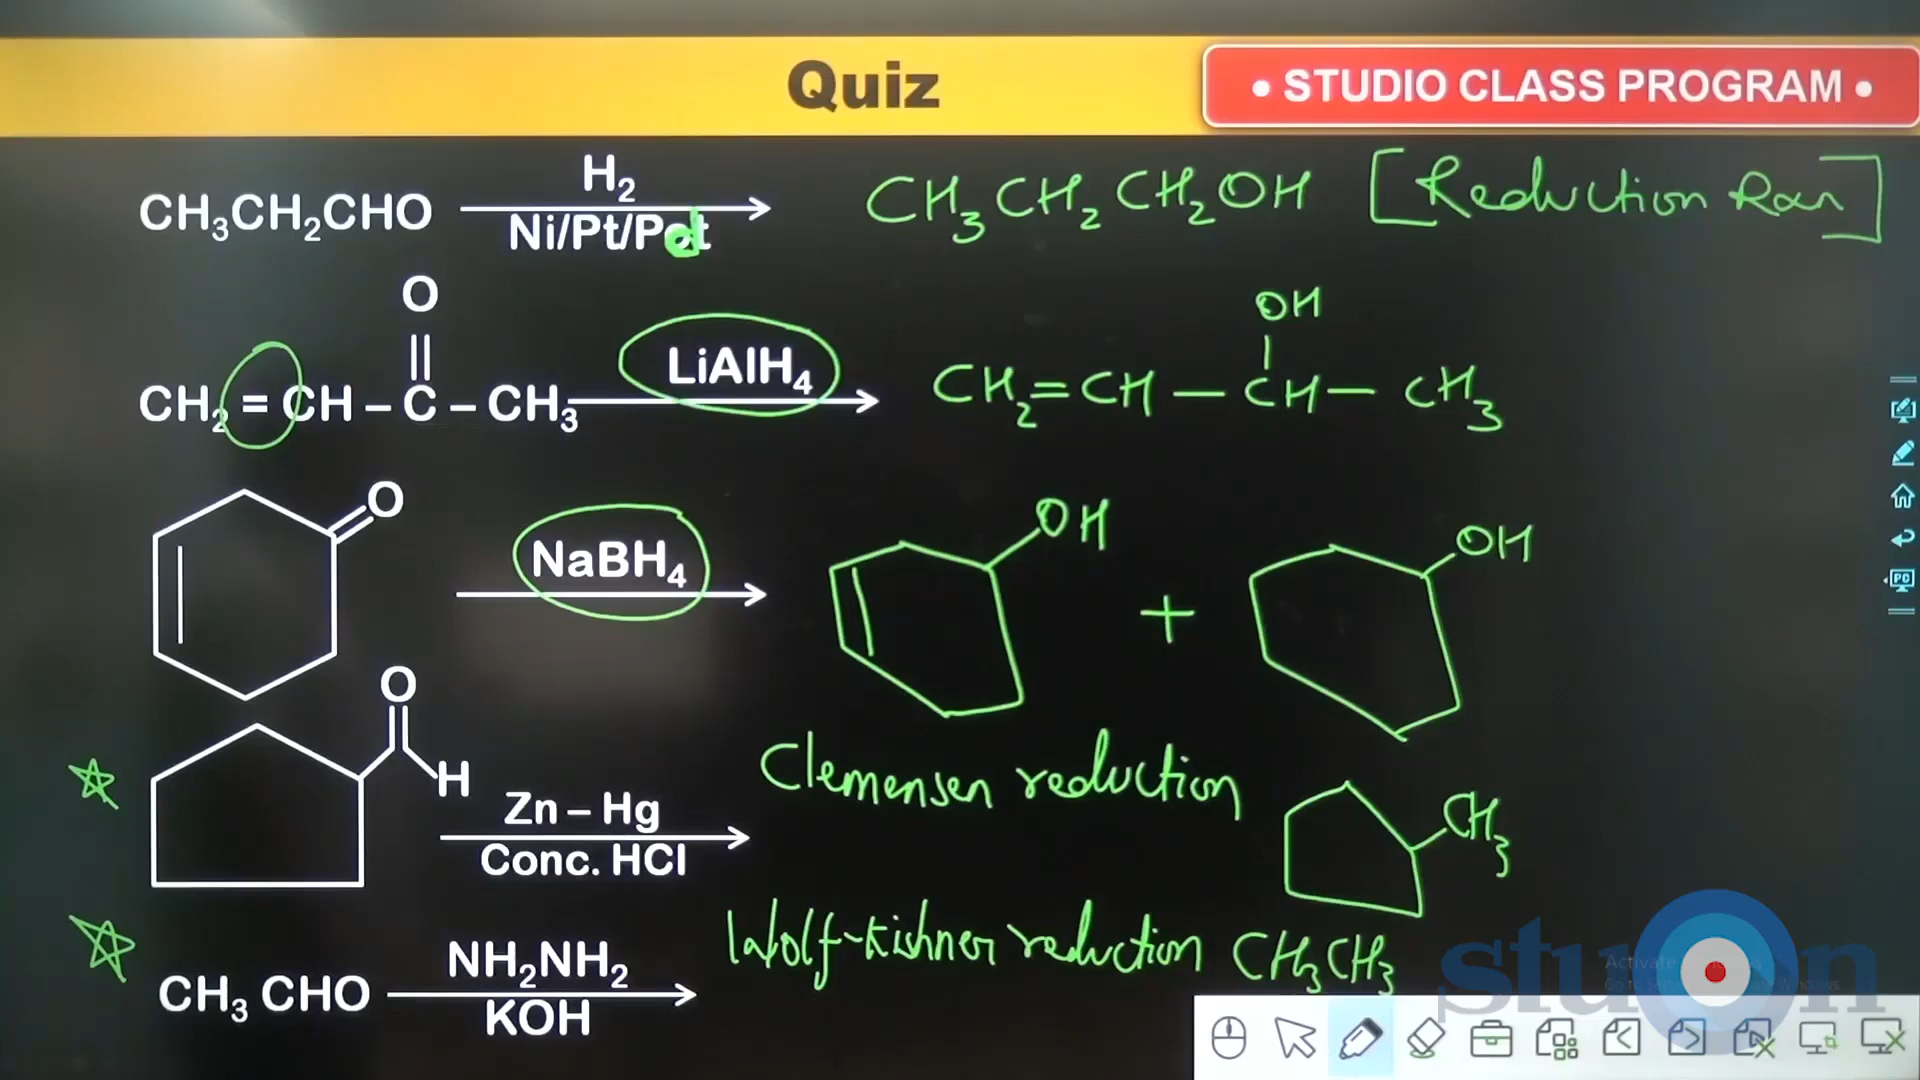 Quiz
• STUDIO CLASS PROGRAM •
CH3CH2CHO H2 CH3CH2CH2OH [Reduction Rxn]
Ni/Pt/Pd
O OH
CH2 = CH – C – CH3 LiAlH4 CH2=CH – CH – CH3
O OH OH
NaBH4 +
O
H Zn – Hg Clemensen reduction CH3
Conc. HCl
CH3 CHO NH2NH2 Wolf-Kishner reduction CH3CH3
KOH
stuon
PC